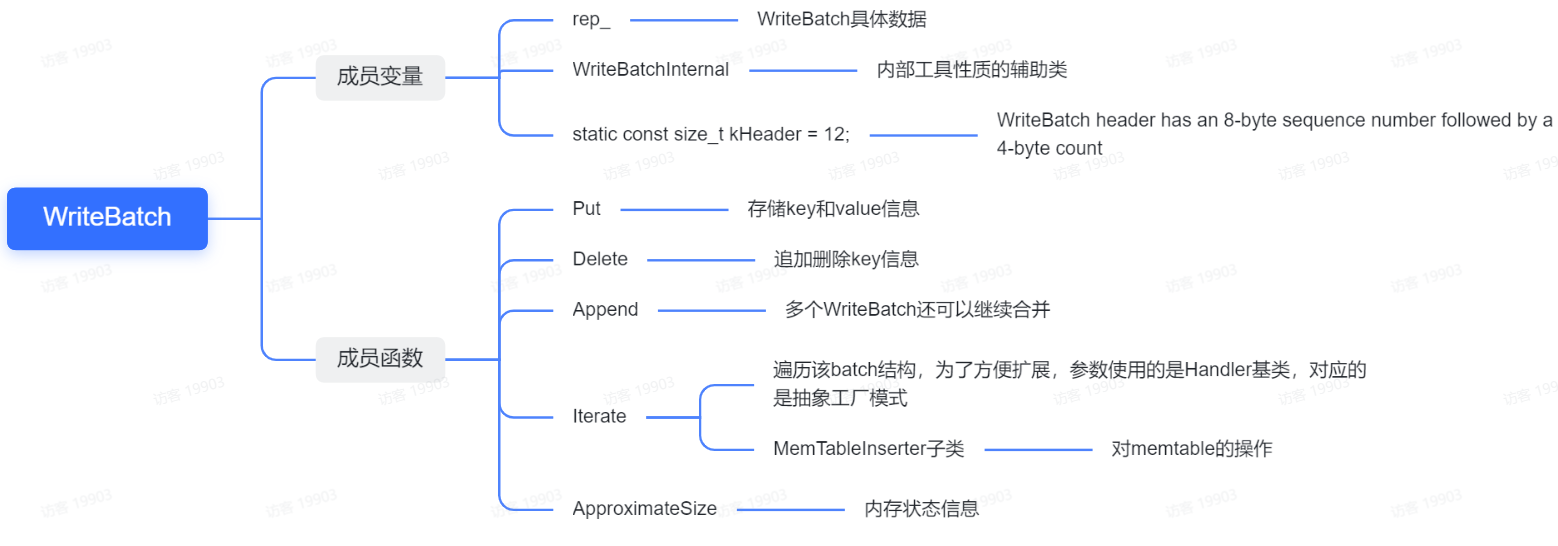 WriteBatch
成员变量
rep_
WriteBatch具体数据
WriteBatchInternal
内部工具性质的辅助类
static const size_t kHeader = 12;
WriteBatch header has an 8-byte sequence number followed by a
4-byte count
成员函数
Put
存储key和value信息
Delete
追加删除key信息
Append
多个WriteBatch还可以继续合并
Iterate
遍历该batch结构，为了方便扩展，参数使用的是Handler基类，对应的
是抽象工厂模式
MemTableInserter子类
对memtable的操作
ApproximateSize
内存状态信息
访客 19903